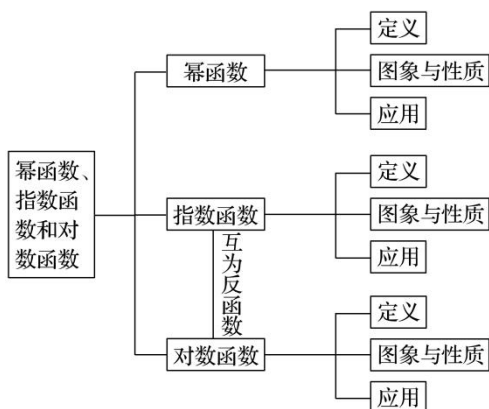 幂函数、
指数函
数和对
数函数
幂函数
定义
图象与性质
应用
指数函数
定义
图象与性质
应用
互为反函数
对数函数
定义
图象与性质
应用